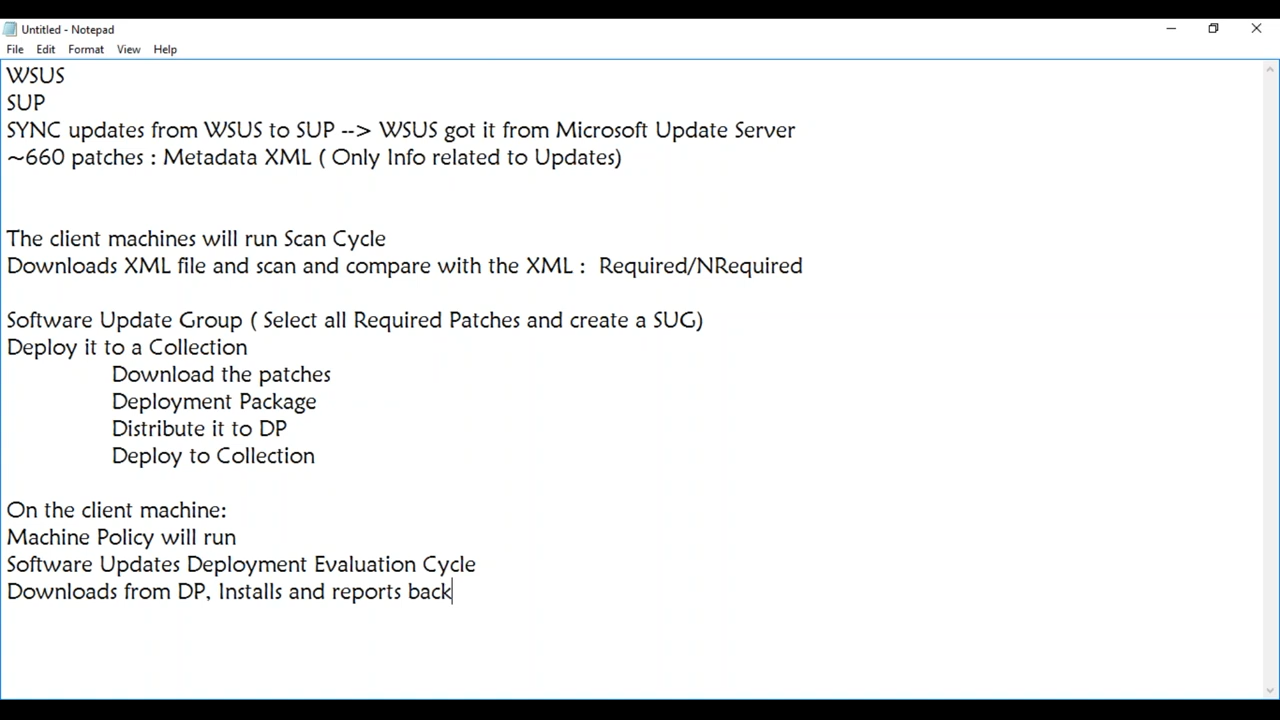 Untitled - Notepad
File Edit Format View Help
WSUS
SUP
SYNC updates from WSUS to SUP --> WSUS got it from Microsoft Update Server
~660 patches : Metadata XML ( Only Info related to Updates)
The client machines will run Scan Cycle
Downloads XML file and scan and compare with the XML : Required/NRequired
Software Update Group ( Select all Required Patches and create a SUG)
Deploy it to a Collection
Download the patches
Deployment Package
Distribute it to DP
Deploy to Collection
On the client machine:
Machine Policy will run
Software Updates Deployment Evaluation Cycle
Downloads from DP, Installs and reports back